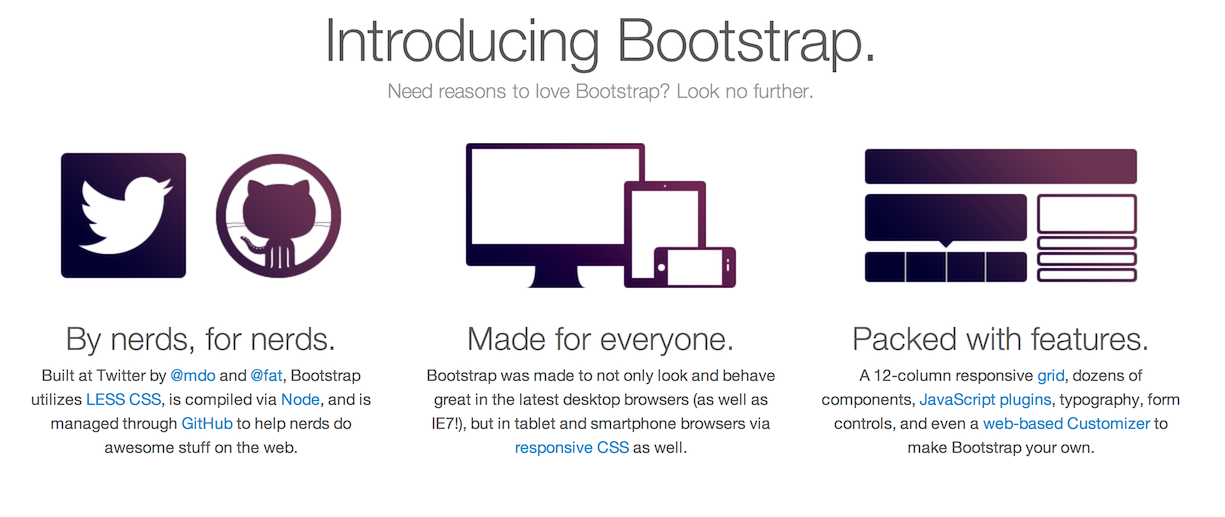 Introducing Bootstrap.
Need reasons to love Bootstrap? Look no further.
By nerds, for nerds.
Built at Twitter by @mdo and @fat, Bootstrap
utilizes LESS CSS, is compiled via Node, and is
managed through GitHub to help nerds do
awesome stuff on the web.
Made for everyone.
Bootstrap was made to not only look and behave
great in the latest desktop browsers (as well as
IE7!), but in tablet and smartphone browsers via
responsive CSS as well.
Packed with features.
A 12-column responsive grid, dozens of
components, JavaScript plugins, typography, form
controls, and even a web-based Customizer to
make Bootstrap your own.